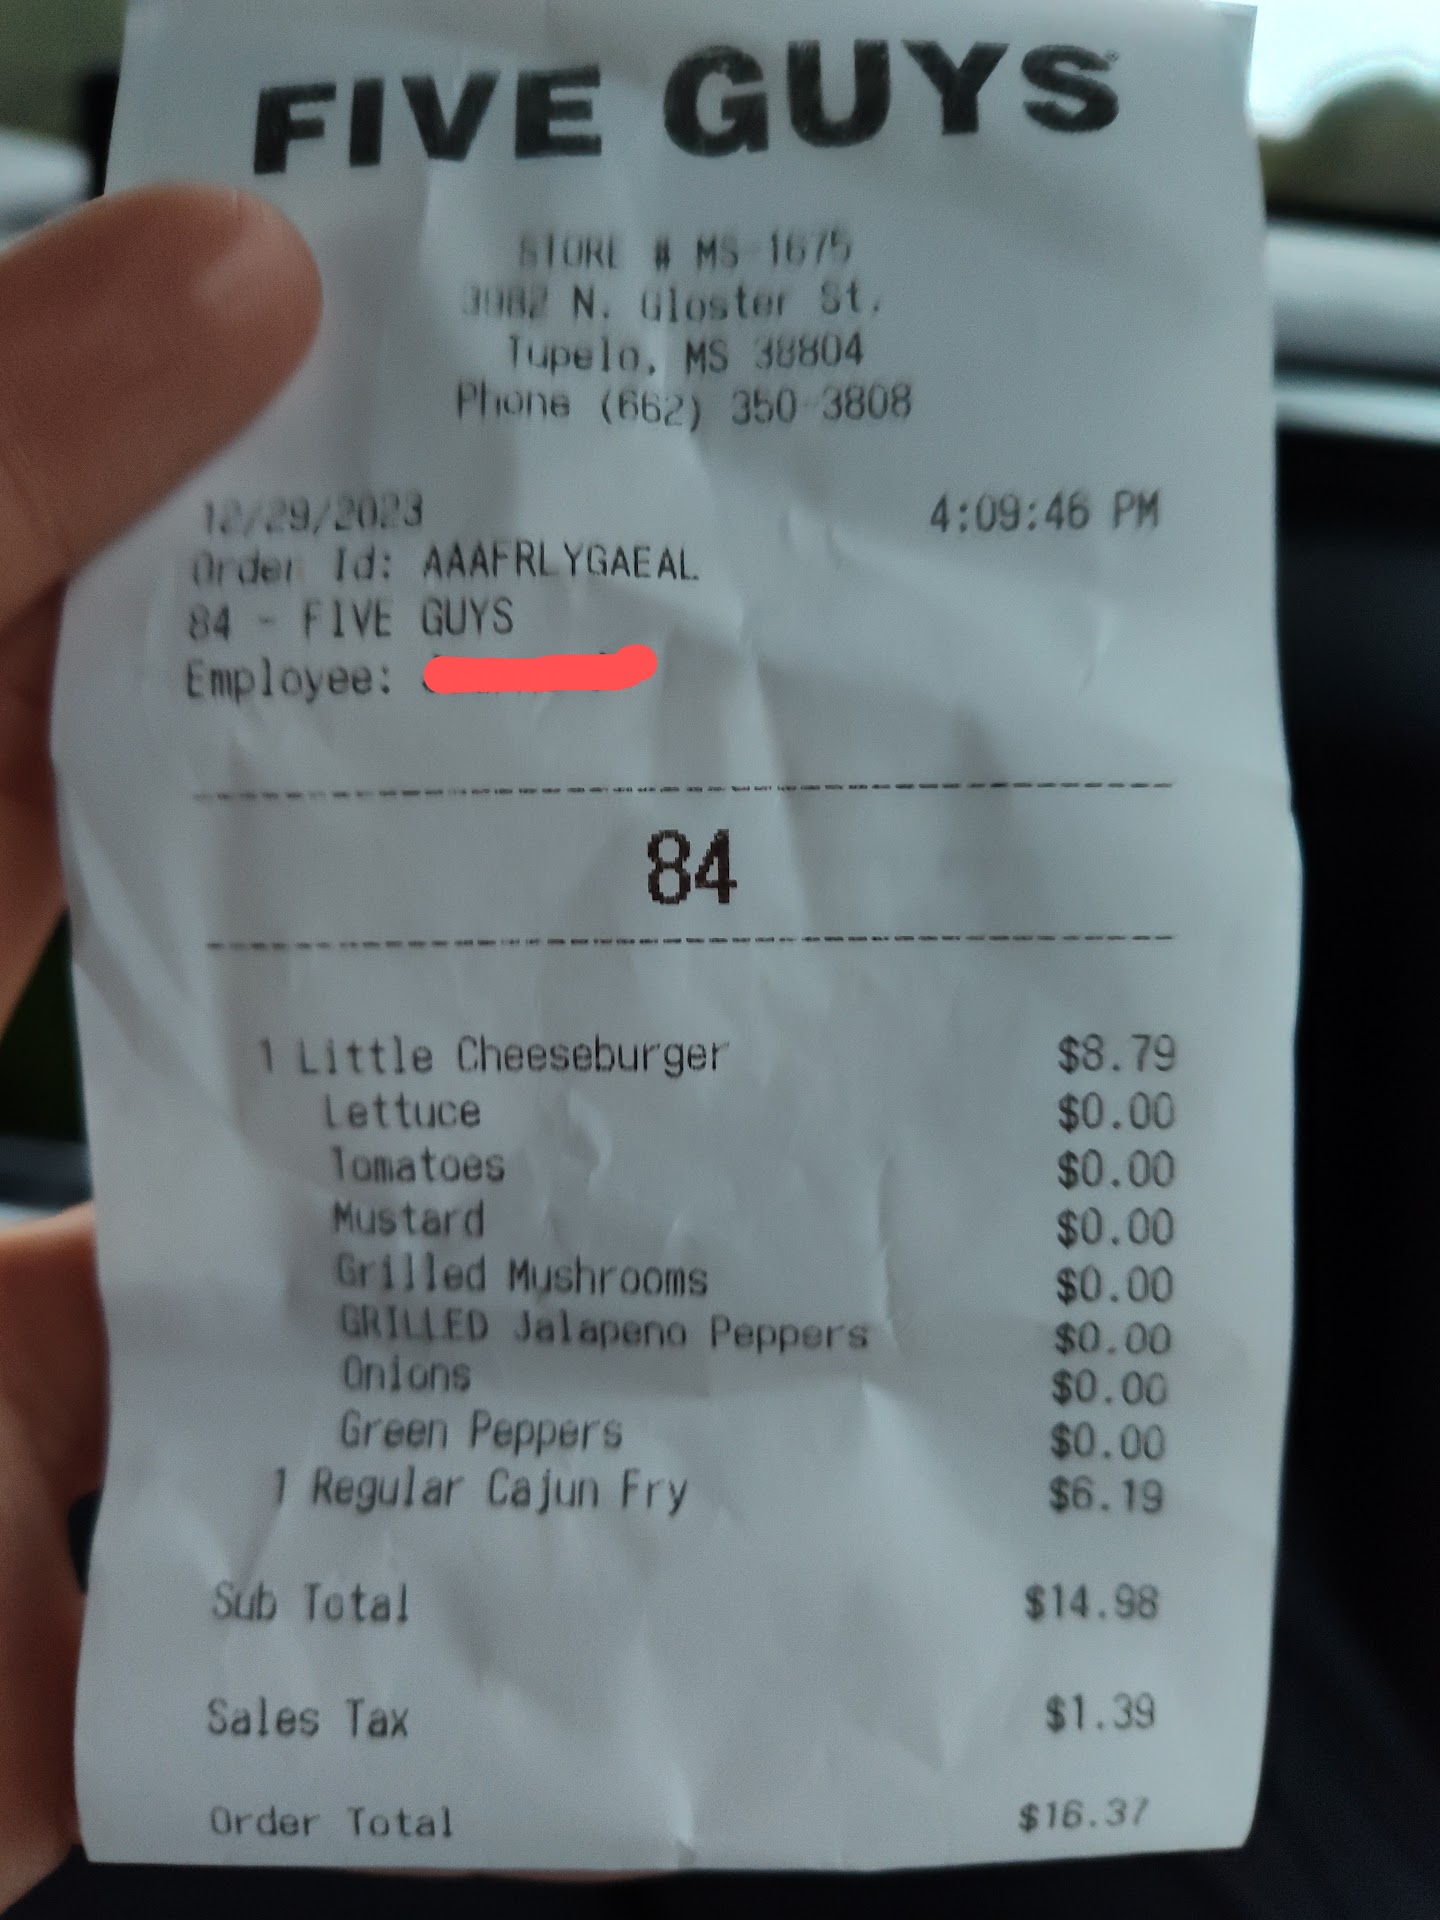 FIVE GUYS®
STORE # MS-1675
3982 N. Gloster St.
Tupelo, MS 38804
Phone (662) 350-3808
12/29/2023 4:09:46 PM
Order Id: AAAFRLYGAEAL
84 - FIVE GUYS
Employee:
84
1 Little Cheeseburger $8.79
Lettuce $0.00
Tomatoes $0.00
Mustard $0.00
Grilled Mushrooms $0.00
GRILLED Jalapeno Peppers $0.00
Onions $0.00
Green Peppers $0.00
1 Regular Cajun Fry $6.19
Sub Total $14.98
Sales Tax $1.39
Order Total $16.37